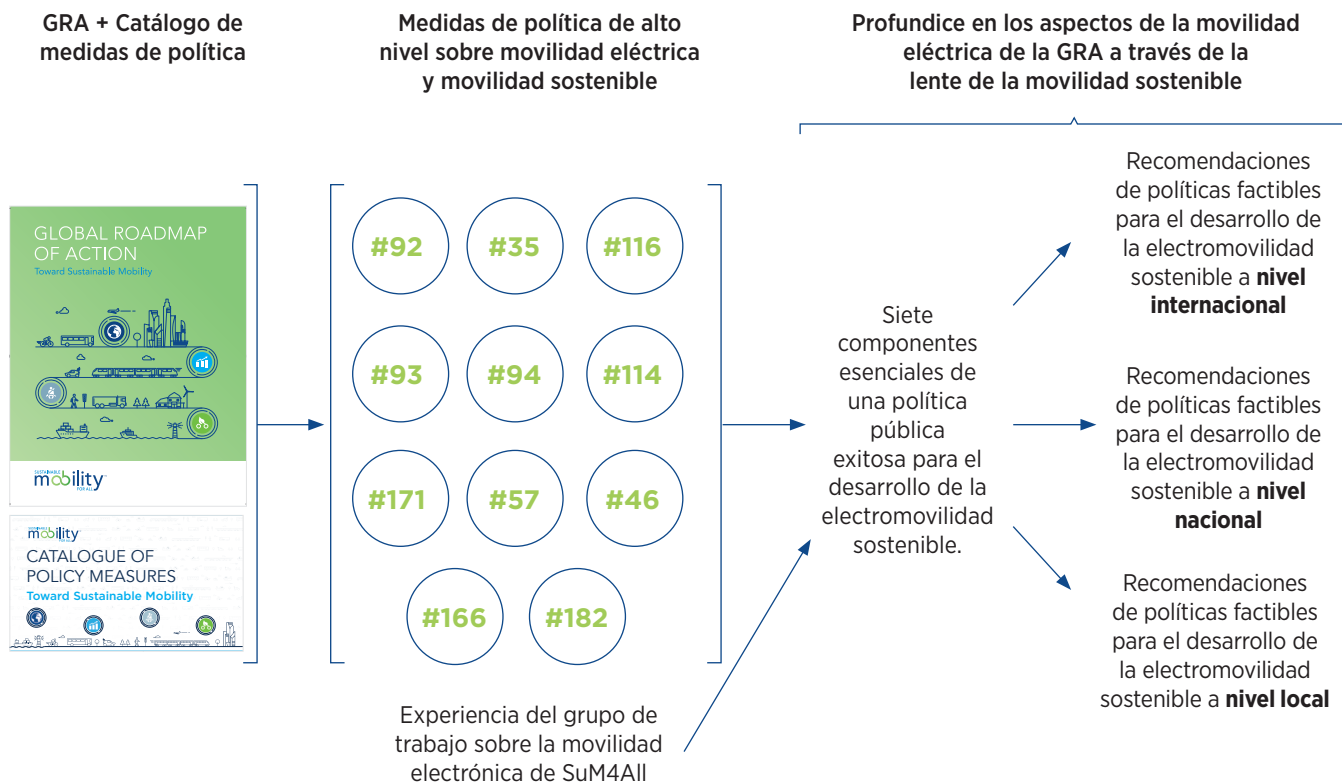 GRA + Catálogo de
medidas de política
Medidas de política de alto
nivel sobre movilidad eléctrica
y movilidad sostenible
Profundice en los aspectos de la movilidad
eléctrica de la GRA a través de la
lente de la movilidad sostenible
GLOBAL ROADMAP
OF ACTION
Toward Sustainable Mobility
SUSTAINABLE
mobility
FOR ALL
mobility
CATALOGUE OF
POLICY MEASURES
Toward Sustainable Mobility
#92 #35 #116
#93 #94 #114
#171 #57 #46
#166 #182
Experiencia del grupo de
trabajo sobre la movilidad
electrónica de SuM4All
Siete
componentes
esenciales de
una política
pública
exitosa para el
desarrollo de la
electromovilidad
sostenible.
Recomendaciones
de políticas factibles
para el desarrollo de
la electromovilidad
sostenible a nivel
internacional
Recomendaciones
de políticas factibles
para el desarrollo de
la electromovilidad
sostenible a nivel
nacional
Recomendaciones
de políticas factibles
para el desarrollo de
la electromovilidad
sostenible a nivel local